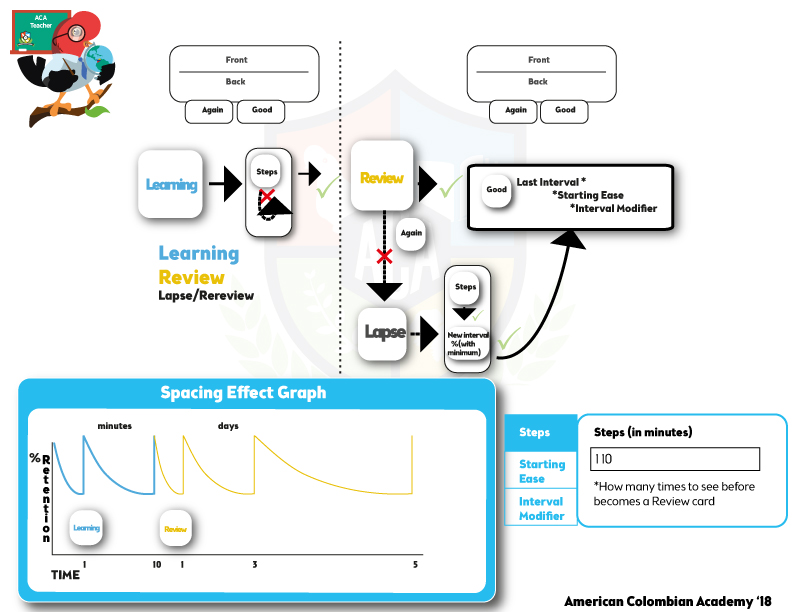 ACA
Teacher
Front
Back
Again
Good
Front
Back
Again
Good
Learning
Steps
Review
Good
Last Interval *
*Starting Ease
*Interval Modifier
Again
Learning
Review
Lapse/Rereview
ACA
Steps
Lapse
New interval
%(with
minimum)
Spacing Effect Graph
minutes
days
% Retention
Learning
Review
1
10
1
3
5
TIME
Steps
Starting
Ease
Interval
Modifier
Steps (in minutes)
1 10
*How many times to see before
becomes a Review card
American Colombian Academy '18